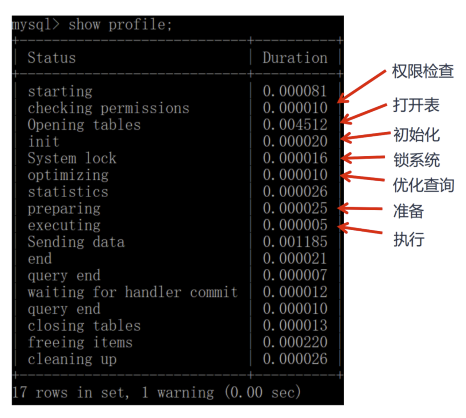 mysql> show profile;
Status Duration
starting 0.000081
checking permissions 0.000010 权限检查
Opening tables 0.004512 打开表
init 0.000020 初始化
System lock 0.000016 锁系统
optimizing 0.000010 优化查询
statistics 0.000026
preparing 0.000025 准备
executing 0.000005 执行
Sending data 0.001185
end 0.000021
query end 0.000007
waiting for handler commit 0.000012
query end 0.000010
closing tables 0.000013
freeing items 0.000220
cleaning up 0.000026
17 rows in set, 1 warning (0.00 sec)